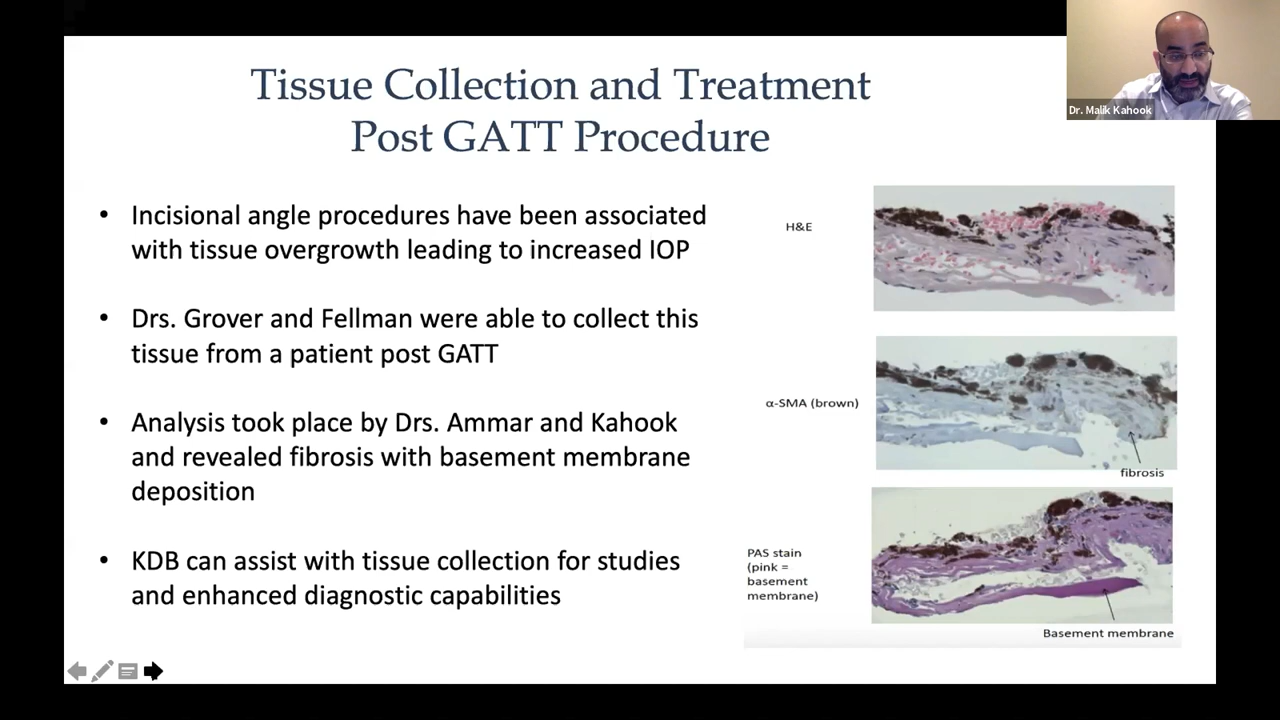 Tissue Collection and Treatment
Post GATT Procedure
Dr. Malik Kahook
• Incisional angle procedures have been associated
with tissue overgrowth leading to increased IOP
• Drs. Grover and Fellman were able to collect this
tissue from a patient post GATT
• Analysis took place by Drs. Ammar and Kahook
and revealed fibrosis with basement membrane
deposition
• KDB can assist with tissue collection for studies
and enhanced diagnostic capabilities
H&E
α-SMA (brown)
fibrosis
PAS stain
(pink =
basement
membrane)
Basement membrane